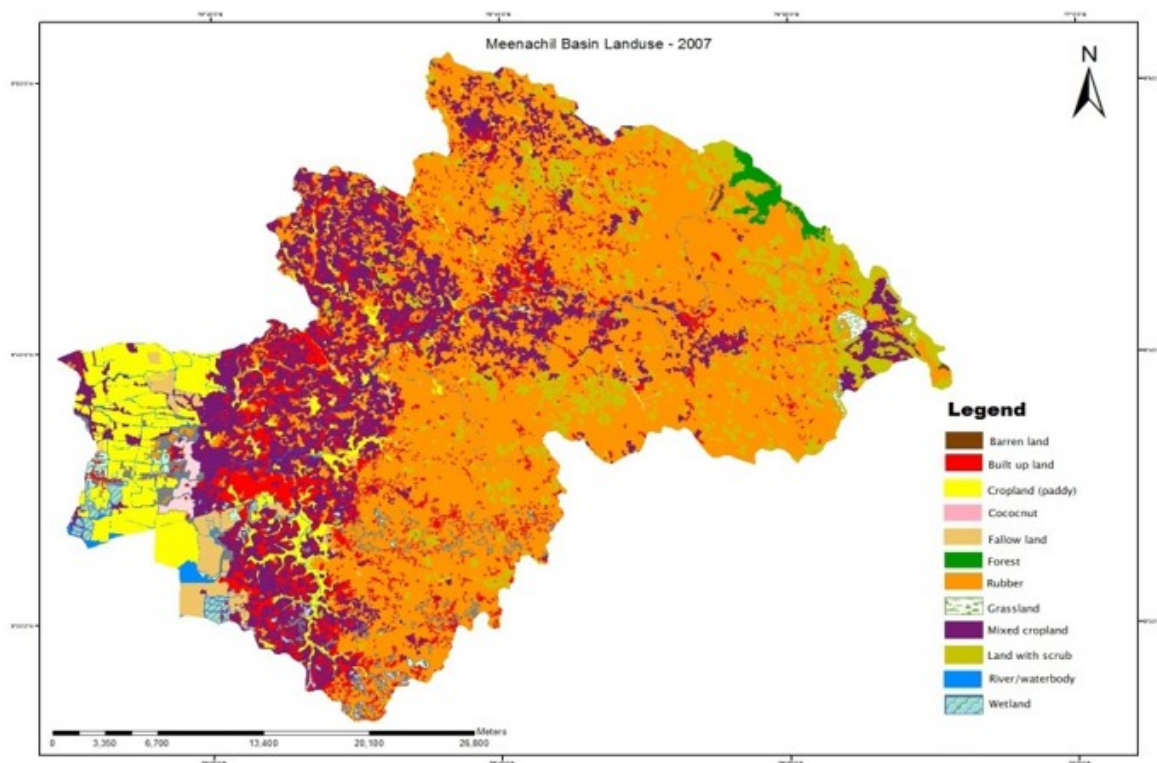 Meenachil Basin Landuse - 2007
N
Legend
Barren land
Built up land
Cropland (paddy)
Cococnut
Fallow land
Forest
Rubber
Grassland
Mixed cropland
Land with scrub
River/waterbody
Wetland
Meters
0 3,350 6,700 13,400 20,100 26,800